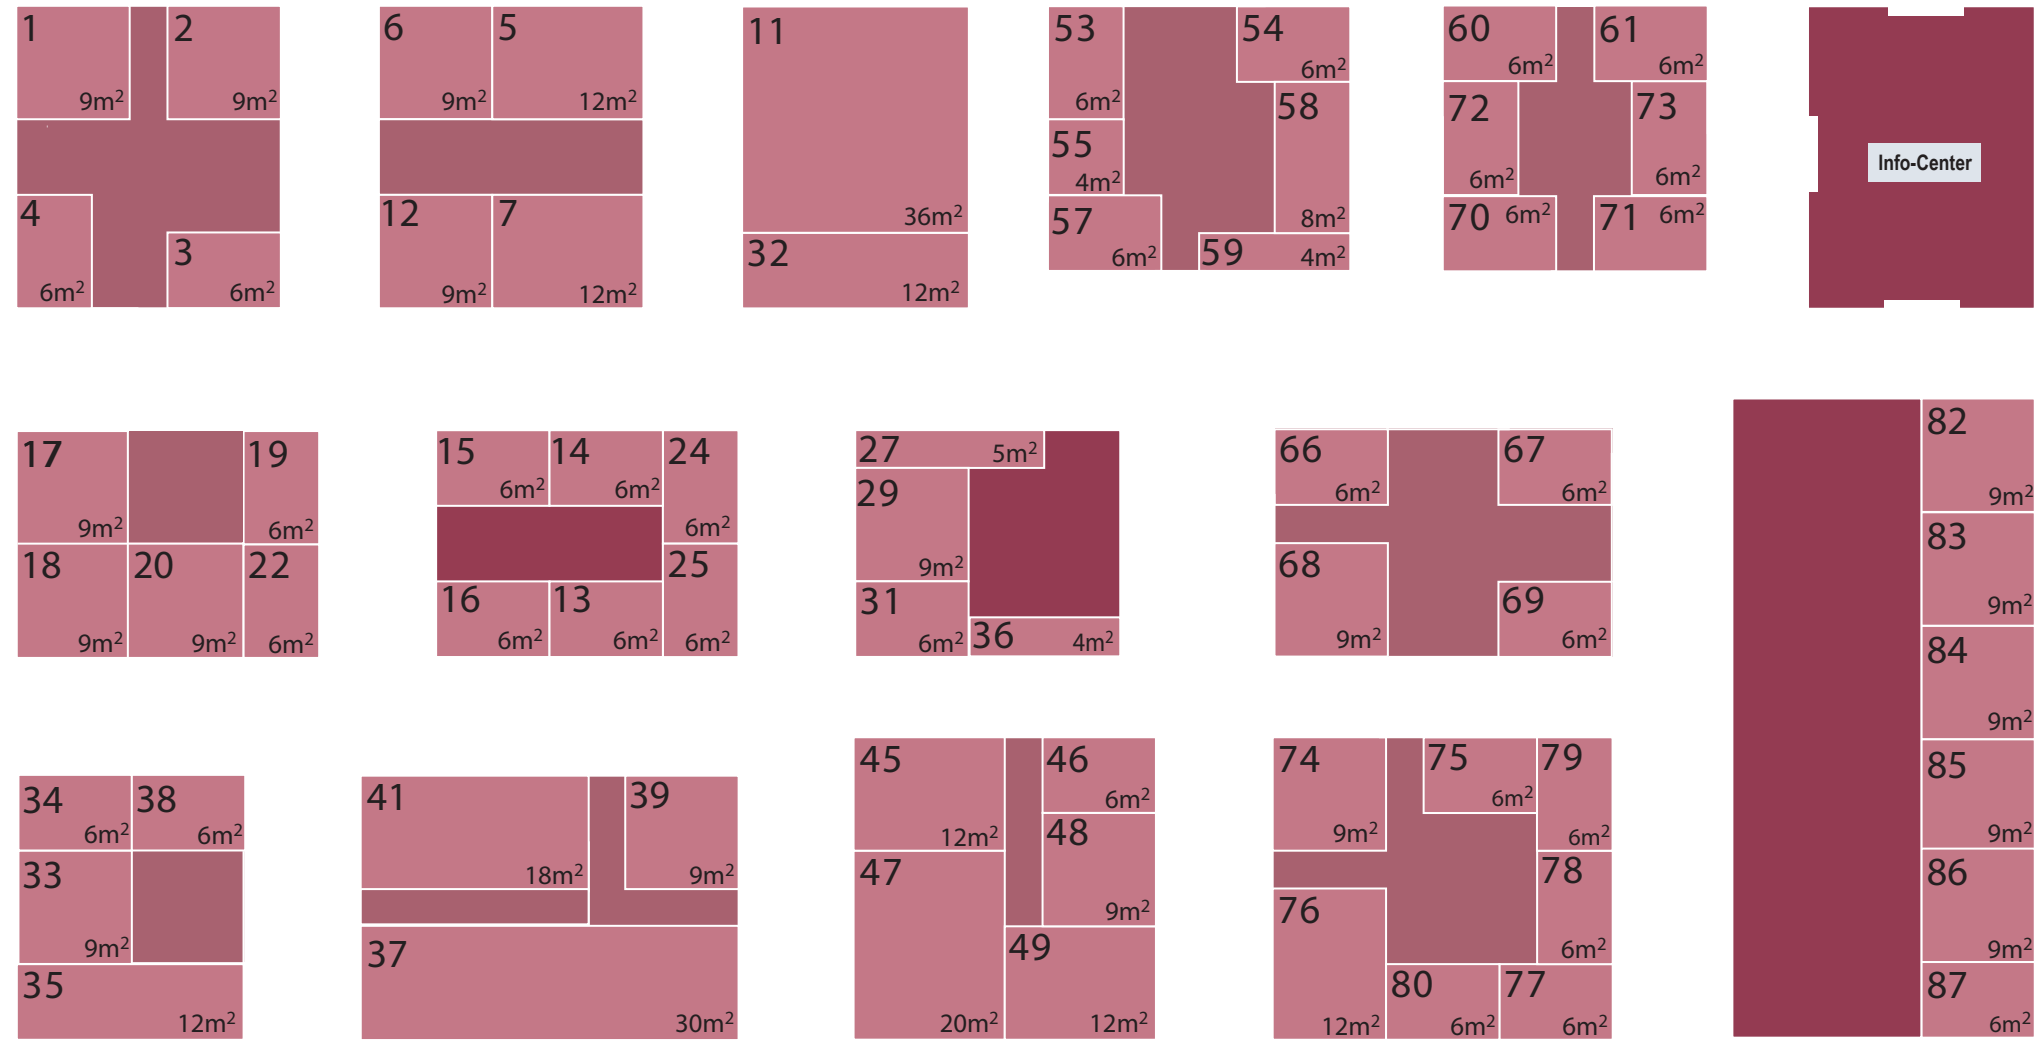 1
9m²
2
9m²
4
6m²
3
6m²
6
9m²
5
12m²
12
9m²
7
12m²
11
36m²
32
12m²
53
6m²
54
6m²
55
4m²
58
8m²
57
6m²
59
4m²
60
6m²
61
6m²
72
6m²
73
6m²
70 6m²
71 6m²
Info-Center
17
9m²
19
6m²
18
9m²
20
9m²
22
6m²
15
6m²
14
6m²
24
6m²
16
6m²
13
6m²
25
6m²
27 5m²
29
9m²
31
6m²
36 4m²
66
6m²
67
6m²
68
9m²
69
6m²
82
9m²
83
9m²
84
9m²
85
9m²
86
9m²
87
6m²
34
6m²
38
6m²
33
9m²
35
12m²
41
18m²
39
9m²
37
30m²
45
12m²
46
6m²
48
9m²
47
20m²
49
12m²
74
9m²
75
6m²
79
6m²
78
6m²
76
12m²
80
6m²
77
6m²